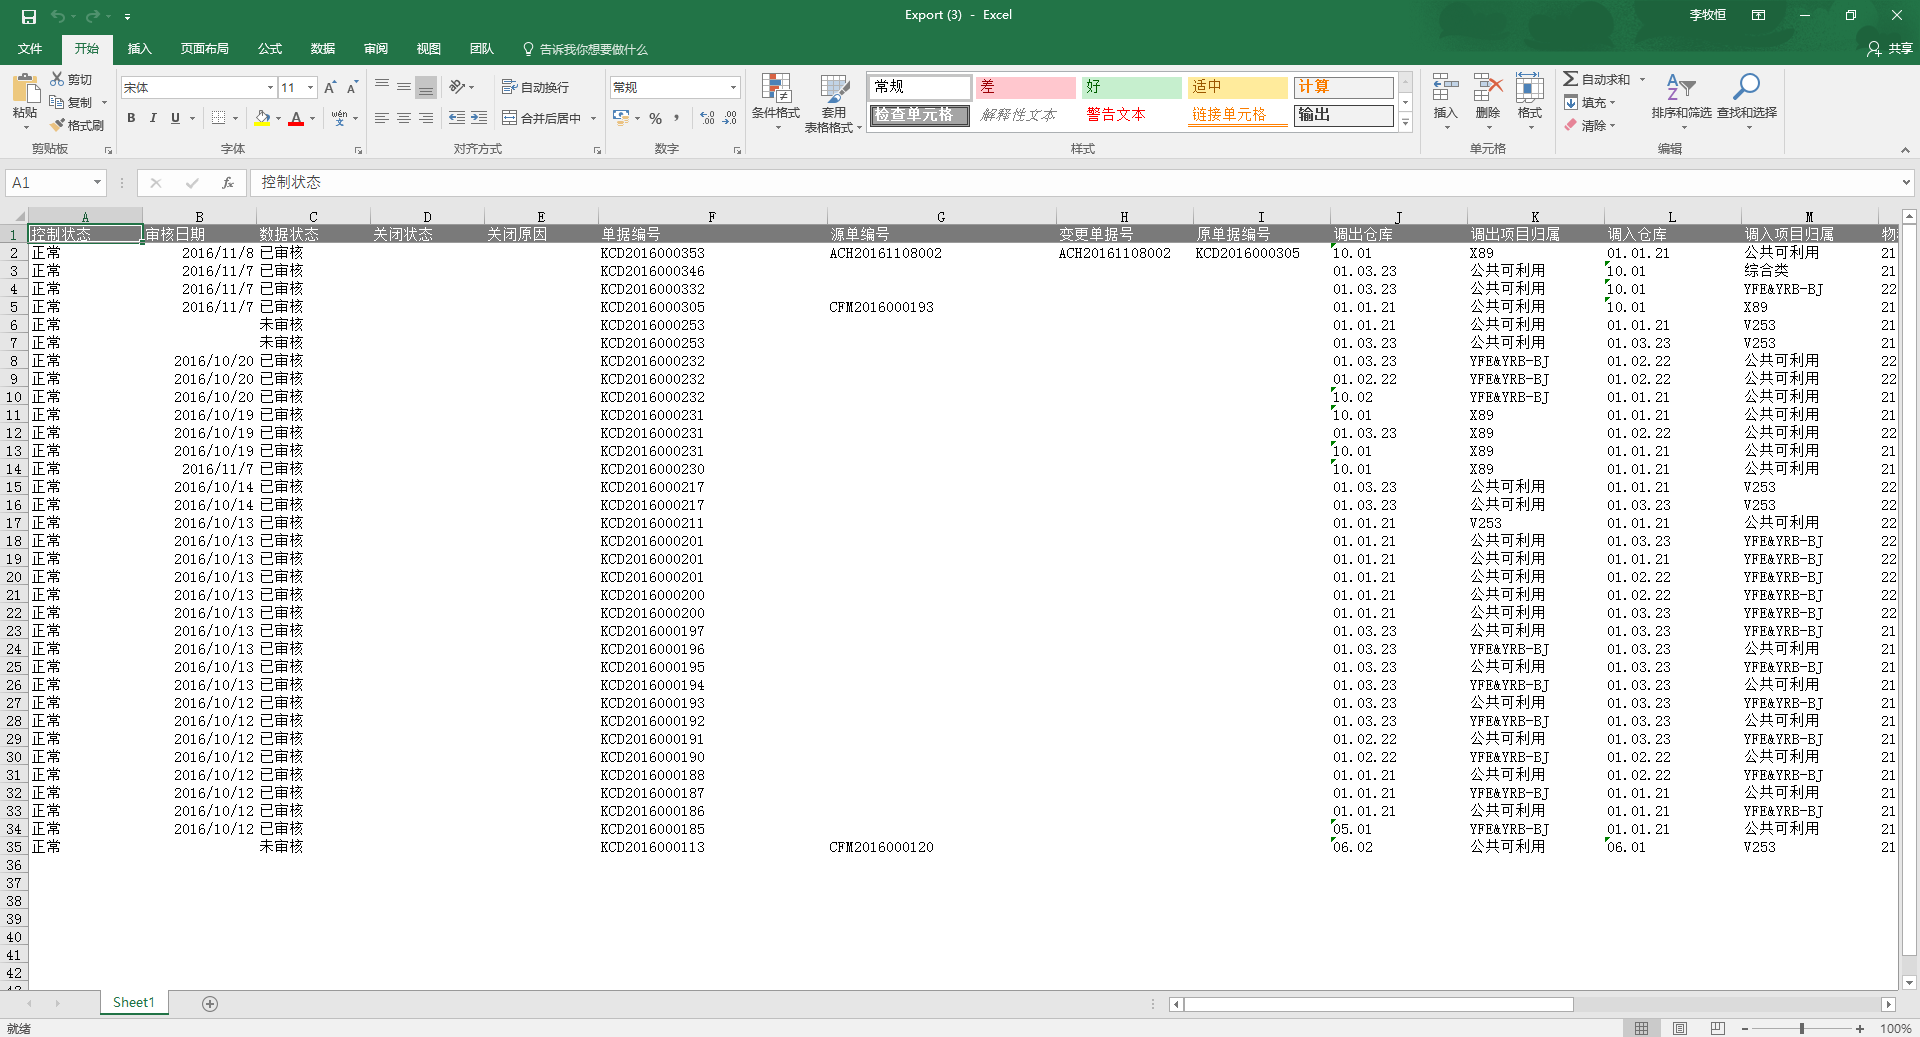 Export (3) - Excel
李牧恒
文件 开始 插入 页面布局 公式 数据 审阅 视图 团队 告诉我你想要做什么 共享
粘贴 剪切 复制 格式刷 剪贴板
宋体 11 B I U wén 文 字体
自动换行 合并后居中 对齐方式
常规 % , 数字
条件格式 套用 表格格式
常规 差 好 适中 计算
检查单元格 解释性文本 警告文本 链接单元格 输出
样式
插入 删除 格式 单元格
自动求和 填充 清除 排序和筛选 查找和选择 编辑
A1 fx 控制状态
A B C D E F G H I J K L M
1 控制状态 审核日期 数据状态 关闭状态 关闭原因 单据编号 源单编号 变更单据号 原单据编号 调出仓库 调出项目归属 调入仓库 调入项目归属
2 正常 2016/11/8 已审核 KCD2016000353 ACH20161108002 ACH20161108002 KCD2016000305 10.01 X89 01.01.21 公共可利用 21
3 正常 2016/11/7 已审核 KCD2016000346 01.03.23 公共可利用 10.01 综合类 21
4 正常 2016/11/7 已审核 KCD2016000332 01.03.23 公共可利用 10.01 YFE&YRB-BJ 22
5 正常 2016/11/7 已审核 KCD2016000305 CFM2016000193 01.01.21 公共可利用 10.01 X89 21
6 正常 未审核 KCD2016000253 01.01.21 公共可利用 01.01.21 V253 21
7 正常 未审核 KCD2016000253 01.03.23 公共可利用 01.03.23 V253 21
8 正常 2016/10/20 已审核 KCD2016000232 01.03.23 YFE&YRB-BJ 01.02.22 公共可利用 22
9 正常 2016/10/20 已审核 KCD2016000232 01.02.22 YFE&YRB-BJ 01.02.22 公共可利用 22
10 正常 2016/10/20 已审核 KCD2016000232 10.02 YFE&YRB-BJ 01.01.21 公共可利用 21
11 正常 2016/10/19 已审核 KCD2016000231 10.01 X89 01.01.21 公共可利用 21
12 正常 2016/10/19 已审核 KCD2016000231 01.03.23 X89 01.02.22 公共可利用 22
13 正常 2016/10/19 已审核 KCD2016000231 10.01 X89 01.01.21 公共可利用 21
14 正常 2016/11/7 已审核 KCD2016000230 10.01 X89 01.01.21 公共可利用 21
15 正常 2016/10/14 已审核 KCD2016000217 01.03.23 公共可利用 01.01.21 V253 22
16 正常 2016/10/14 已审核 KCD2016000217 01.03.23 公共可利用 01.03.23 V253 22
17 正常 2016/10/13 已审核 KCD2016000211 01.01.21 V253 01.01.21 公共可利用 22
18 正常 2016/10/13 已审核 KCD2016000201 01.01.21 公共可利用 01.03.23 YFE&YRB-BJ 22
19 正常 2016/10/13 已审核 KCD2016000201 01.01.21 公共可利用 01.01.21 YFE&YRB-BJ 22
20 正常 2016/10/13 已审核 KCD2016000201 01.01.21 公共可利用 01.02.22 YFE&YRB-BJ 22
21 正常 2016/10/13 已审核 KCD2016000200 01.01.21 公共可利用 01.02.22 YFE&YRB-BJ 22
22 正常 2016/10/13 已审核 KCD2016000200 01.01.21 公共可利用 01.03.23 YFE&YRB-BJ 22
23 正常 2016/10/13 已审核 KCD2016000197 01.03.23 公共可利用 01.03.23 YFE&YRB-BJ 21
24 正常 2016/10/13 已审核 KCD2016000196 01.03.23 YFE&YRB-BJ 01.03.23 公共可利用 21
25 正常 2016/10/13 已审核 KCD2016000195 01.03.23 公共可利用 01.03.23 YFE&YRB-BJ 21
26 正常 2016/10/13 已审核 KCD2016000194 01.03.23 YFE&YRB-BJ 01.03.23 公共可利用 21
27 正常 2016/10/12 已审核 KCD2016000193 01.03.23 公共可利用 01.03.23 YFE&YRB-BJ 21
28 正常 2016/10/12 已审核 KCD2016000192 01.03.23 YFE&YRB-BJ 01.03.23 公共可利用 21
29 正常 2016/10/12 已审核 KCD2016000191 01.02.22 公共可利用 01.03.23 YFE&YRB-BJ 21
30 正常 2016/10/12 已审核 KCD2016000190 01.02.22 YFE&YRB-BJ 01.02.22 公共可利用 21
31 正常 2016/10/12 已审核 KCD2016000188 01.01.21 公共可利用 01.02.22 YFE&YRB-BJ 21
32 正常 2016/10/12 已审核 KCD2016000187 01.01.21 YFE&YRB-BJ 01.01.21 公共可利用 21
33 正常 2016/10/12 已审核 KCD2016000186 01.01.21 公共可利用 01.01.21 YFE&YRB-BJ 21
34 正常 2016/10/12 已审核 KCD2016000185 05.01 YFE&YRB-BJ 01.01.21 公共可利用 21
35 正常 未审核 KCD2016000113 CFM2016000120 06.02 公共可利用 06.01 V253 21
36
37
38
39
40
41
42
Sheet1
就绪 100%